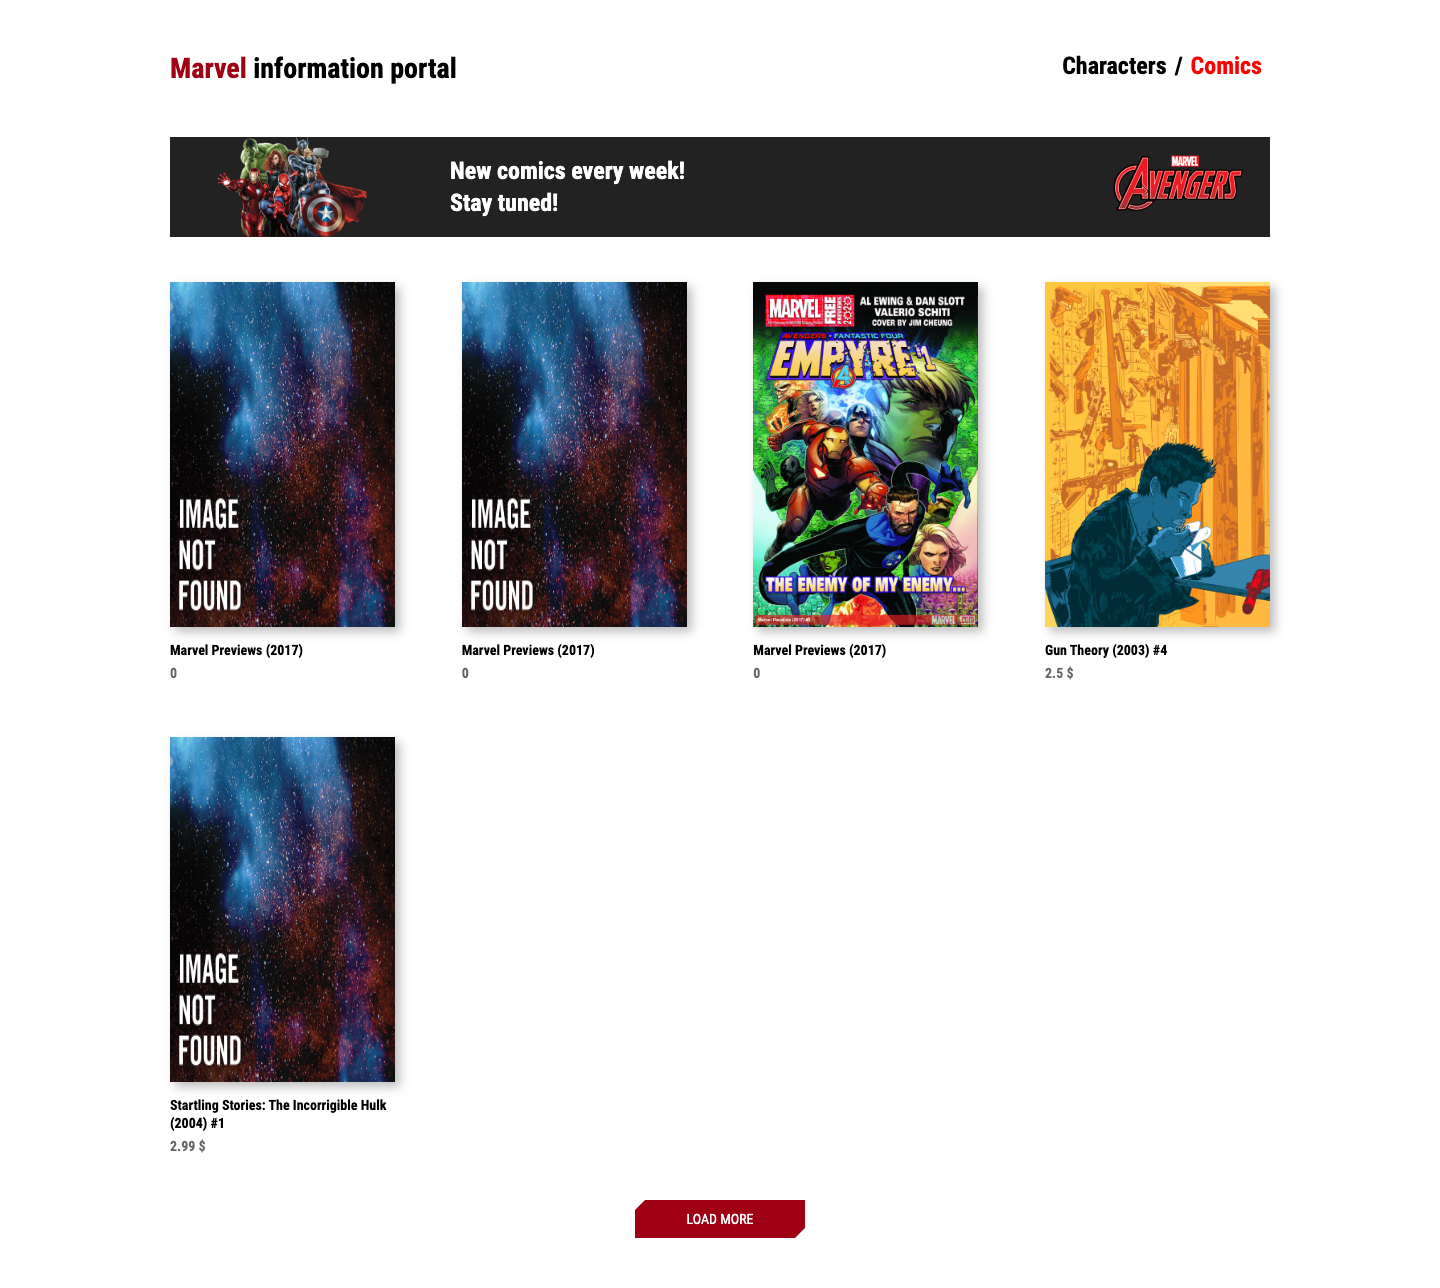 Marvel information portal
Characters / Comics
New comics every week!
Stay tuned!
MARVEL
AVENGERS
IMAGE
NOT
FOUND
Marvel Previews (2017)
0
IMAGE
NOT
FOUND
Marvel Previews (2017)
0
MARVEL
FREE
2020
AL EWING & DAN SLOTT
VALERIO SCHITI
COVER BY JIM CHEUNG
AVENGERS • FANTASTIC FOUR
EMPYRE #1
THE ENEMY OF MY ENEMY...
MARVEL
Marvel Previews (2017)
0
Gun Theory (2003) #4
2.5 $
IMAGE
NOT
FOUND
Startling Stories: The Incorrigible Hulk
(2004) #1
2.99 $
LOAD MORE